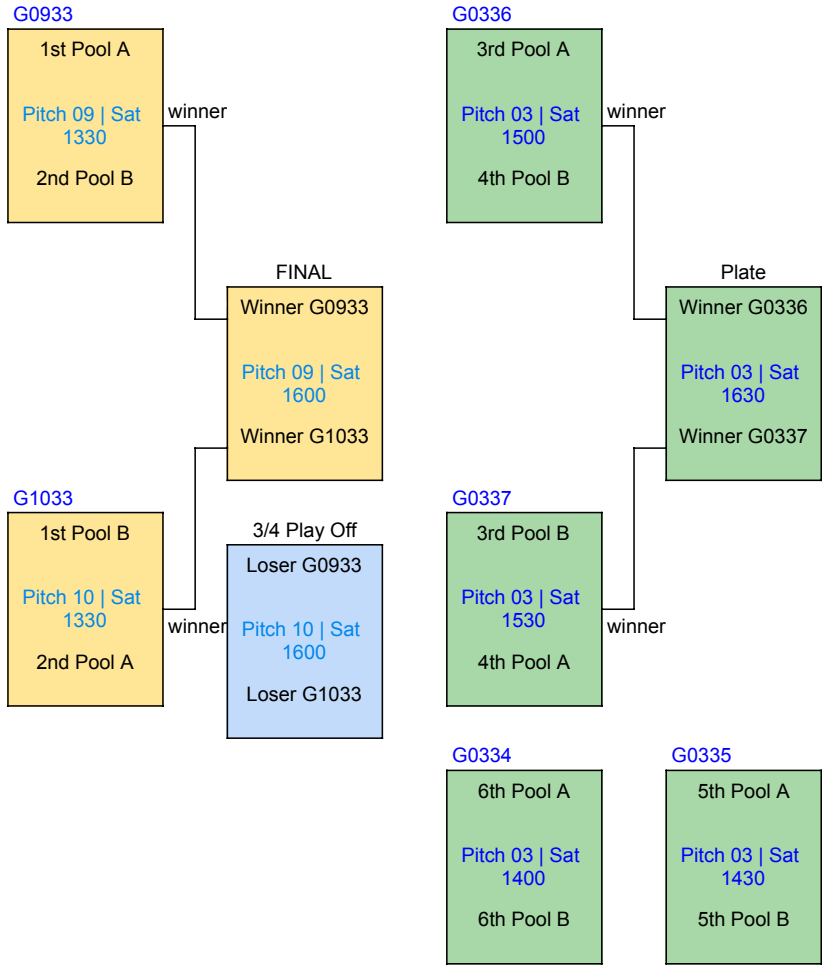 G0933
1st Pool A
Pitch 09 | Sat
1330
2nd Pool B
winner
FINAL
Winner G0933
Pitch 09 | Sat
1600
Winner G1033
G1033
1st Pool B
Pitch 10 | Sat
1330
2nd Pool A
winner
3/4 Play Off
Loser G0933
Pitch 10 | Sat
1600
Loser G1033
G0336
3rd Pool A
Pitch 03 | Sat
1500
4th Pool B
winner
Plate
Winner G0336
Pitch 03 | Sat
1630
Winner G0337
G0337
3rd Pool B
Pitch 03 | Sat
1530
4th Pool A
winner
G0334
6th Pool A
Pitch 03 | Sat
1400
6th Pool B
G0335
5th Pool A
Pitch 03 | Sat
1430
5th Pool B